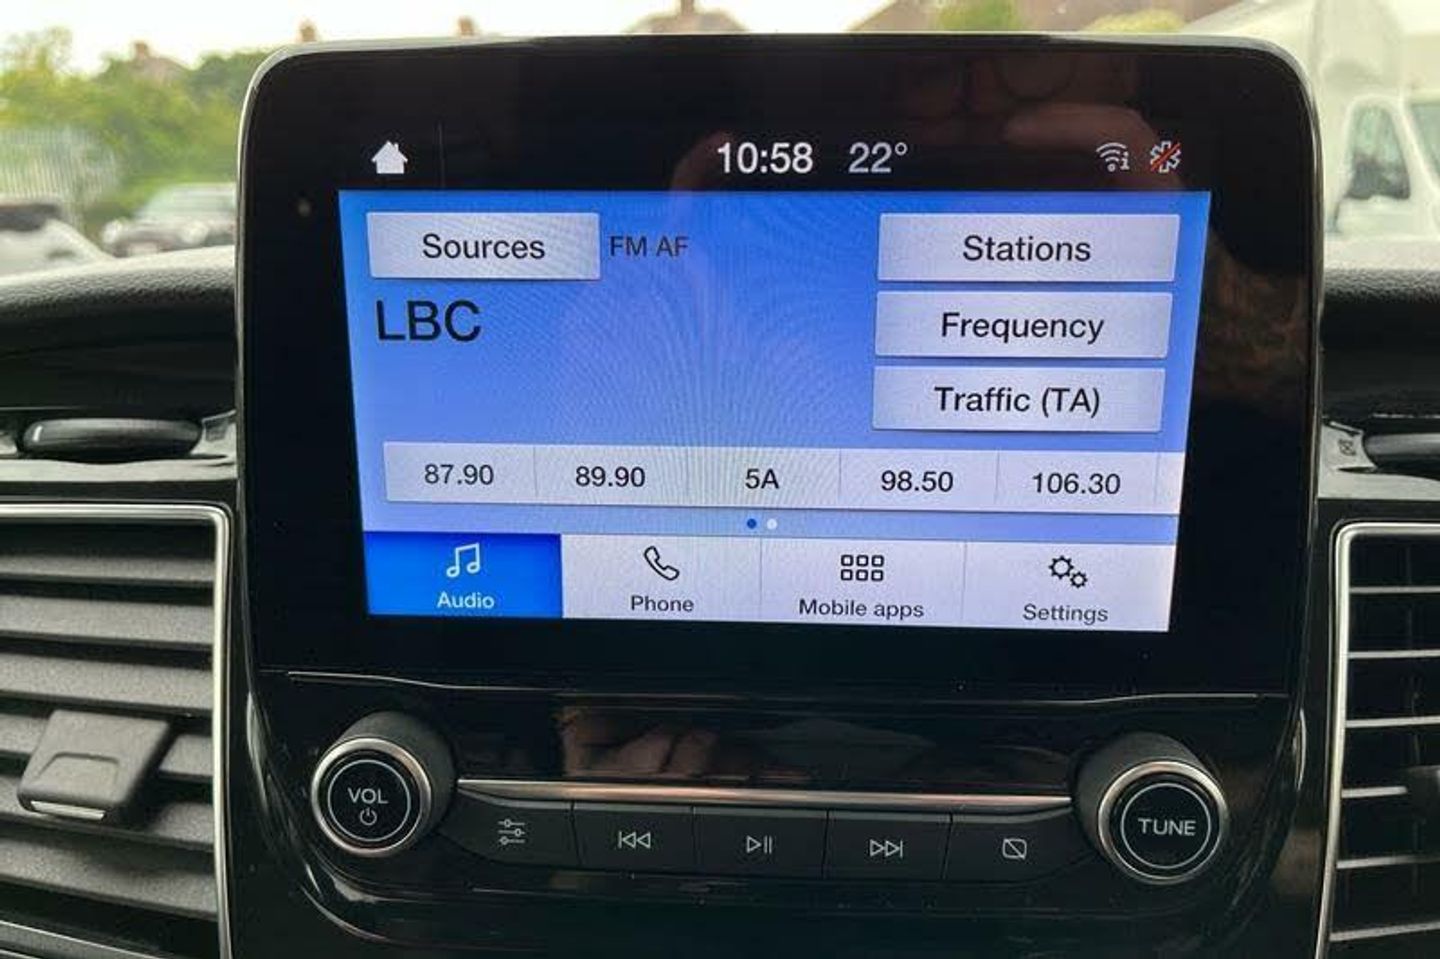 10:58 22°
Sources FM AF Stations
LBC
Frequency
Traffic (TA)
87.90 89.90 5A 98.50 106.30
Audio Phone Mobile apps Settings
VOL
TUNE